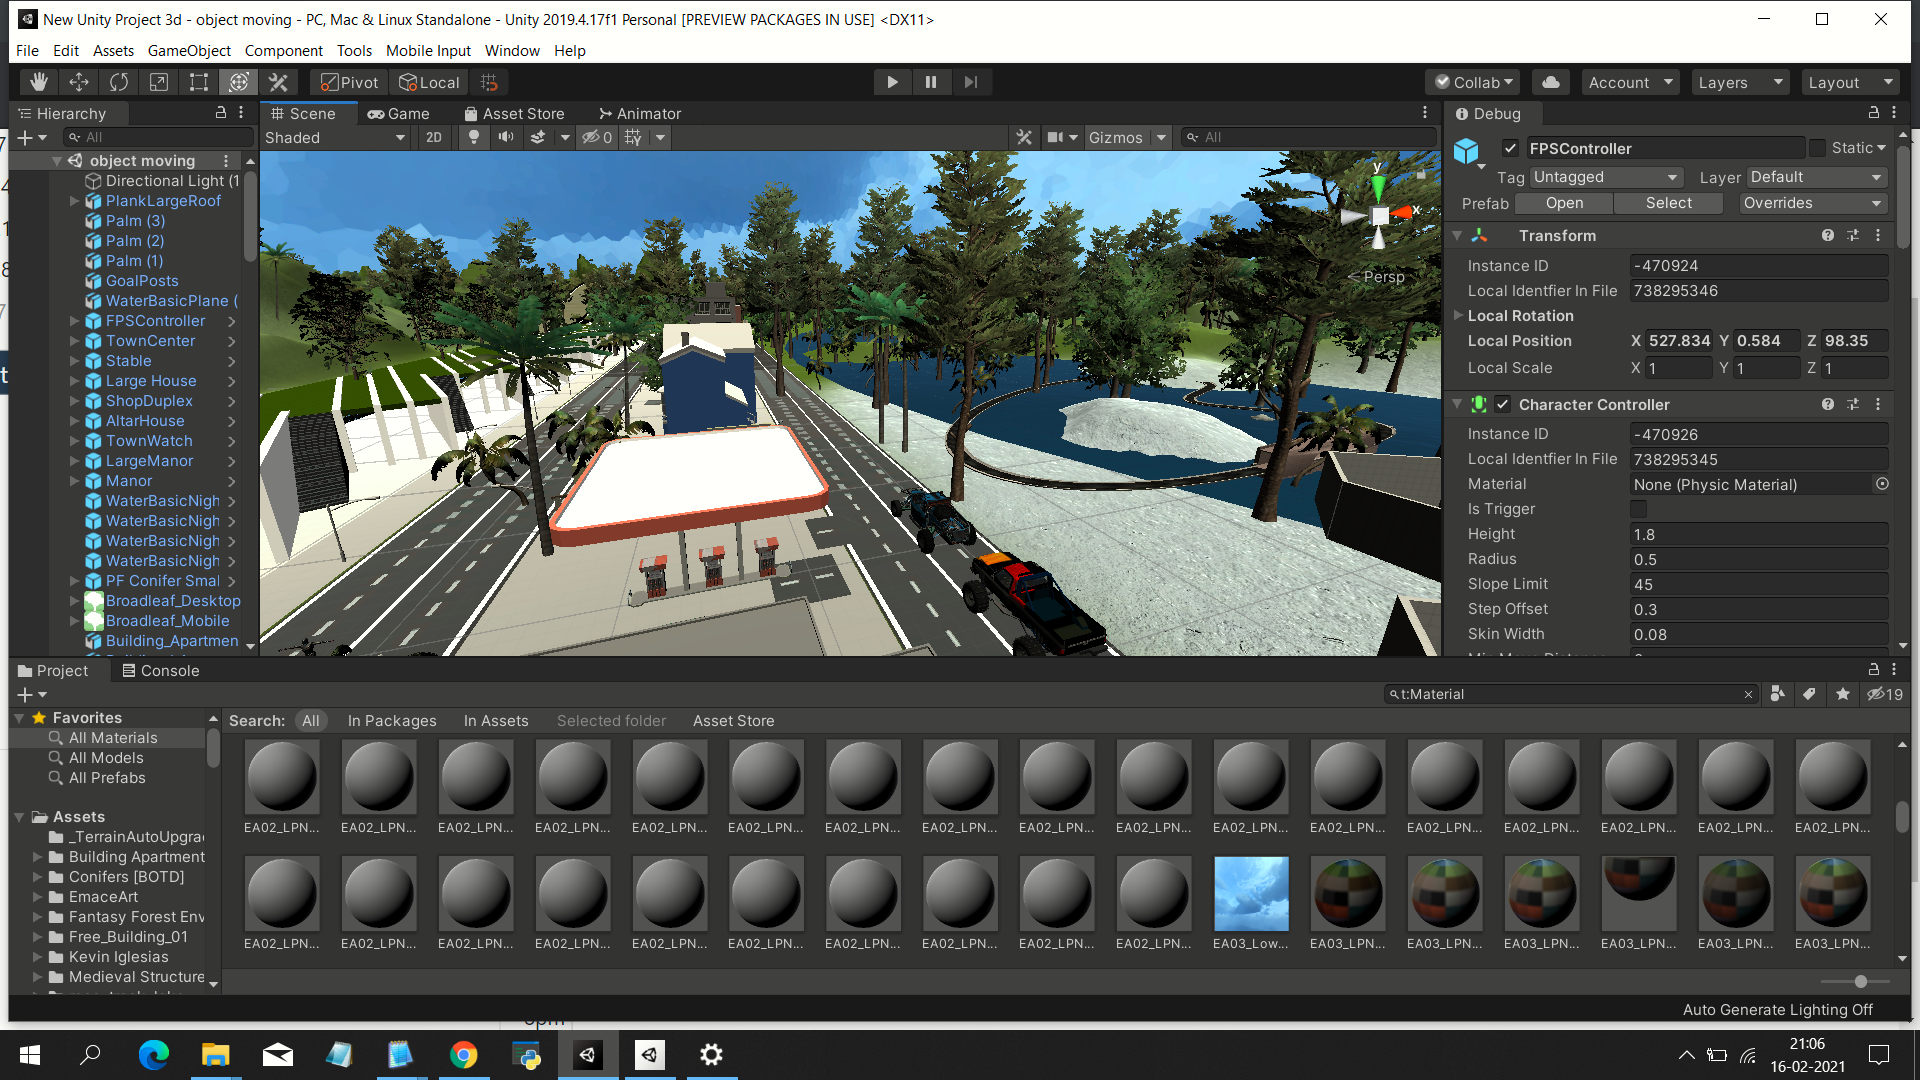 New Unity Project 3d - object moving - PC, Mac & Linux Standalone - Unity 2019.4.17f1 Personal [PREVIEW PACKAGES IN USE] <DX11>
File Edit Assets GameObject Component Tools Mobile Input Window Help
Pivot Local Collab Account Layers Layout
Hierarchy Scene Game Asset Store Animator Debug
All Shaded 2D 0 Gizmos All
object moving
Directional Light (1
PlankLargeRoof
Palm (3)
Palm (2)
Palm (1)
GoalPosts
WaterBasicPlane (
FPSController
TownCenter
Stable
Large House
ShopDuplex
AltarHouse
TownWatch
LargeManor
Manor
WaterBasicNigh
WaterBasicNigh
WaterBasicNigh
WaterBasicNigh
PF Conifer Smal
Broadleaf_Desktop
Broadleaf_Mobile
Building_Apartmen
y
x
Persp
FPSController Static
Tag Untagged Layer Default
Prefab Open Select Overrides
Transform
Instance ID -470924
Local Identfier In File 738295346
Local Rotation
Local Position X 527.834 Y 0.584 Z 98.35
Local Scale X 1 Y 1 Z 1
Character Controller
Instance ID -470926
Local Identfier In File 738295345
Material None (Physic Material)
Is Trigger
Height 1.8
Radius 0.5
Slope Limit 45
Step Offset 0.3
Skin Width 0.08
Project Console
t:Material 19
Favorites
All Materials
All Models
All Prefabs
Assets
_TerrainAutoUpgrad
Building Apartment
Conifers [BOTD]
EmaceArt
Fantasy Forest Env
Free_Building_01
Kevin Iglesias
Medieval Structure
Search: All In Packages In Assets Selected folder Asset Store
EA02_LPN... EA02_LPN... EA02_LPN... EA02_LPN... EA02_LPN... EA02_LPN... EA02_LPN... EA02_LPN... EA02_LPN... EA02_LPN... EA02_LPN... EA02_LPN... EA02_LPN... EA02_LPN... EA02_LPN... EA02_LPN... EA02_LPN...
EA02_LPN... EA02_LPN... EA02_LPN... EA02_LPN... EA02_LPN... EA02_LPN... EA02_LPN... EA02_LPN... EA02_LPN... EA02_LPN... EA03_Low... EA03_LPN... EA03_LPN... EA03_LPN... EA03_LPN... EA03_LPN... EA03_LPN...
Auto Generate Lighting Off
21:06
16-02-2021